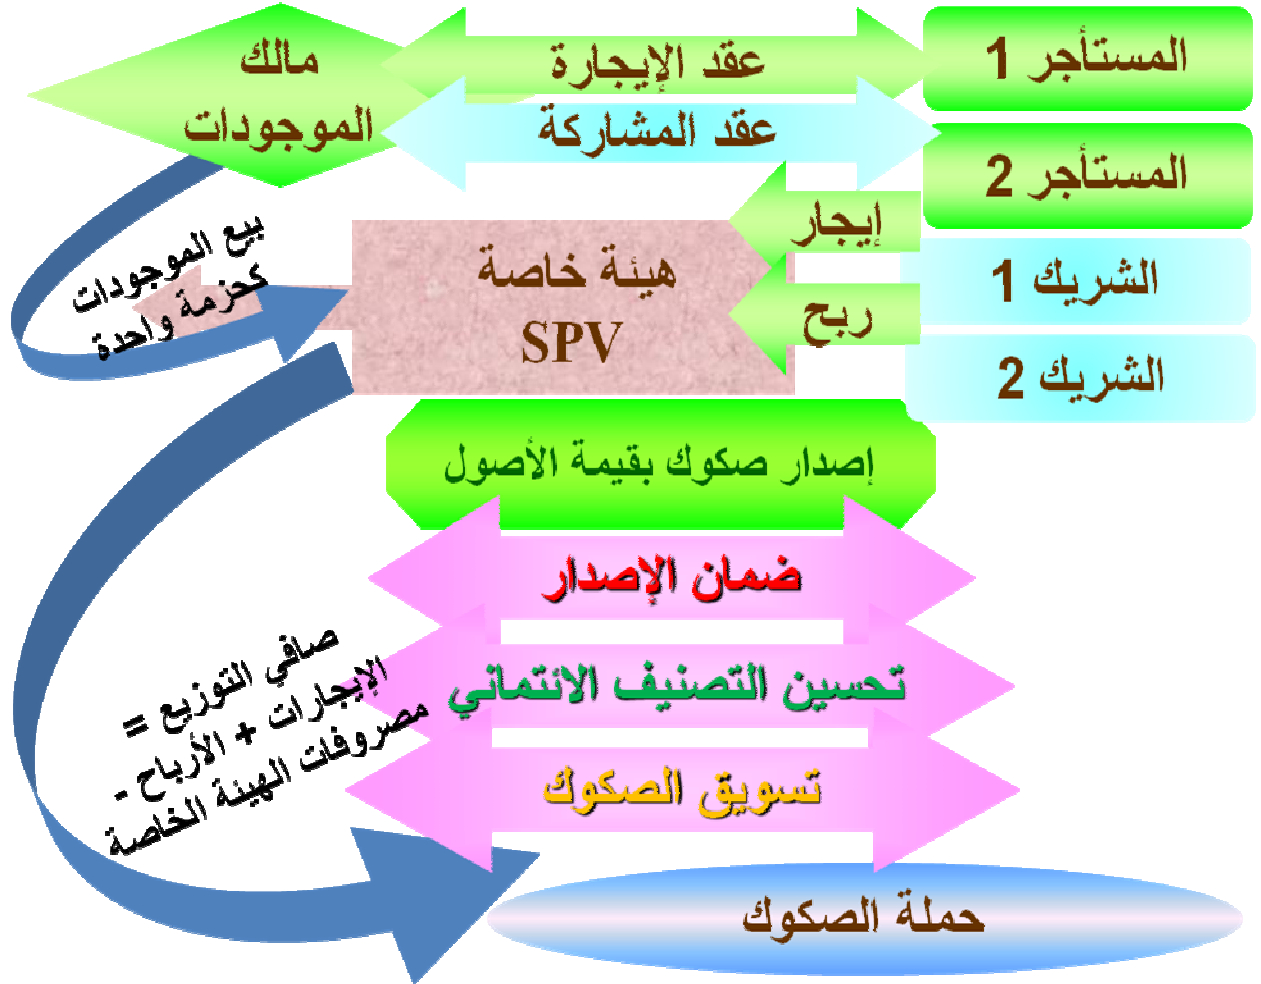 مالك
الموجودات
عقد الإيجارة
عقد المشاركة
المستأجر 1
المستأجر 2
إيجار
ربح
الشريك 1
الشريك 2
هيئة خاصة
SPV
بيع الموجودات
كحزمة واحدة
إصدار صكوك بقيمة الأصول
ضمان الإصدار
تحسين التصنيف الائتماني
تسويق الصكوك
صافي التوزيع =
الإيجارات + الأرباح -
مصروفات الهيئة الخاصة
حملة الصكوك